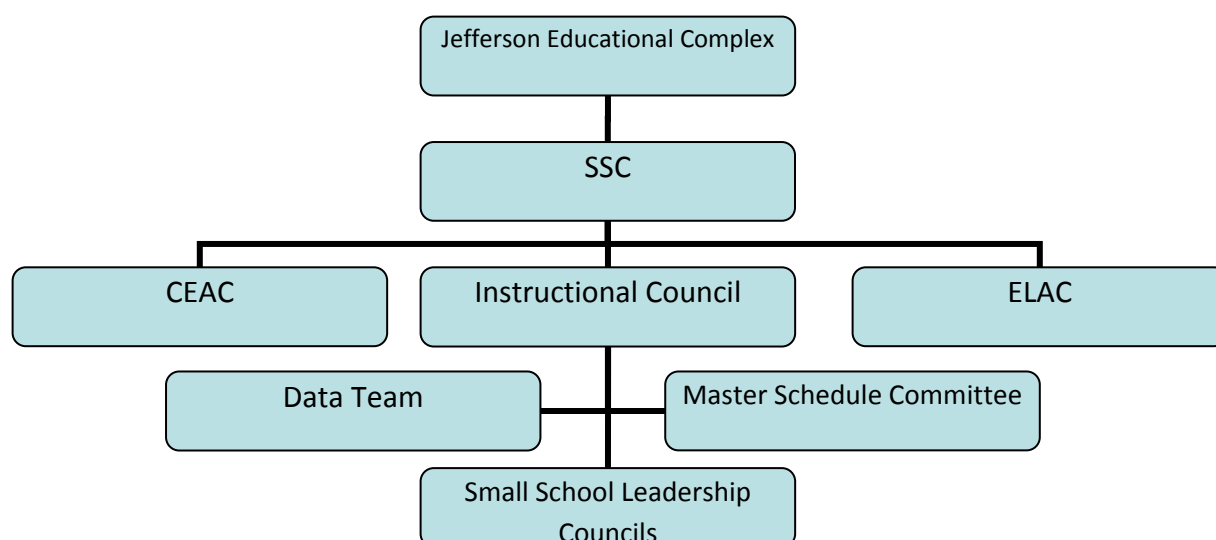 Jefferson Educational Complex
SSC
CEAC
Instructional Council
ELAC
Data Team
Master Schedule Committee
Small School Leadership
Councils